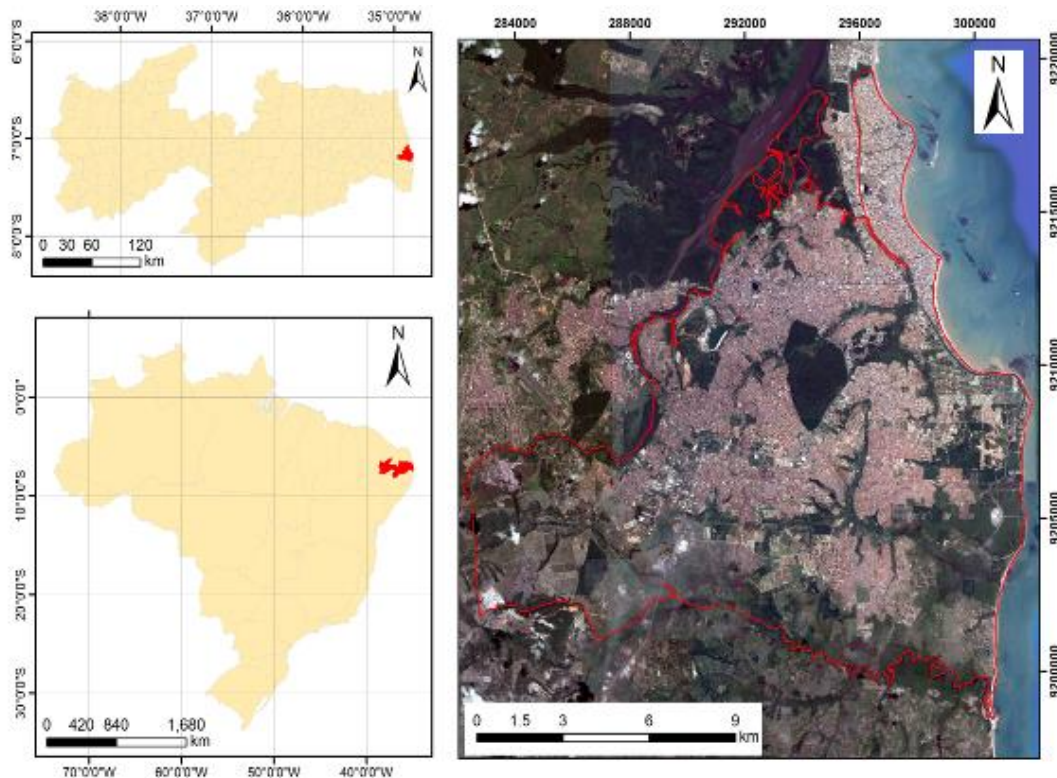 38°0'0"W 37°0'0"W 36°0'0"W 35°0'0"W
6°0'0"S
7°0'0"S
8°0'0"S
N
0 30 60 120
km
N
0°0'0"
10°0'0"S
20°0'0"S
30°0'0"S
0 420 840 1,680
km
70°0'0"W 60°0'0"W 50°0'0"W 40°0'0"W
284000 288000 292000 296000 300000
N
9220000
9215000
9210000
9205000
9200000
0 1.5 3 6 9
km